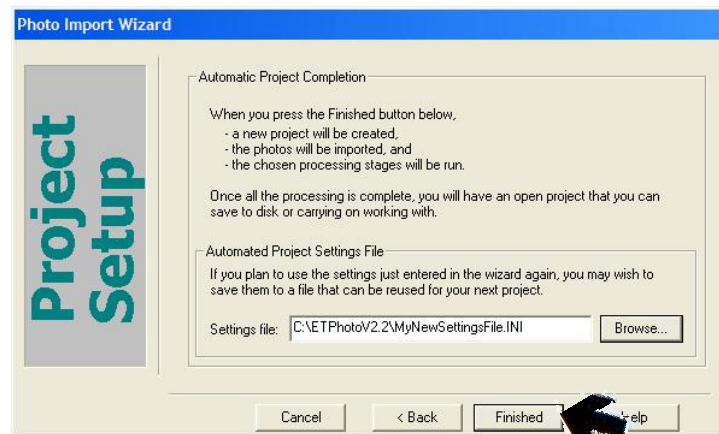 Photo Import Wizard
Project
Setup
Automatic Project Completion
When you press the Finished button below,
- a new project will be created,
- the photos will be imported, and
- the chosen processing stages will be run.
Once all the processing is complete, you will have an open project that you can
save to disk or carrying on working with.
Automated Project Settings File
If you plan to use the settings just entered in the wizard again, you may wish to
save them to a file that can be reused for your next project.
Settings file: C:\ETPhotoV2.2\MyNewSettingsFile.INI Browse...
Cancel < Back Finished elp